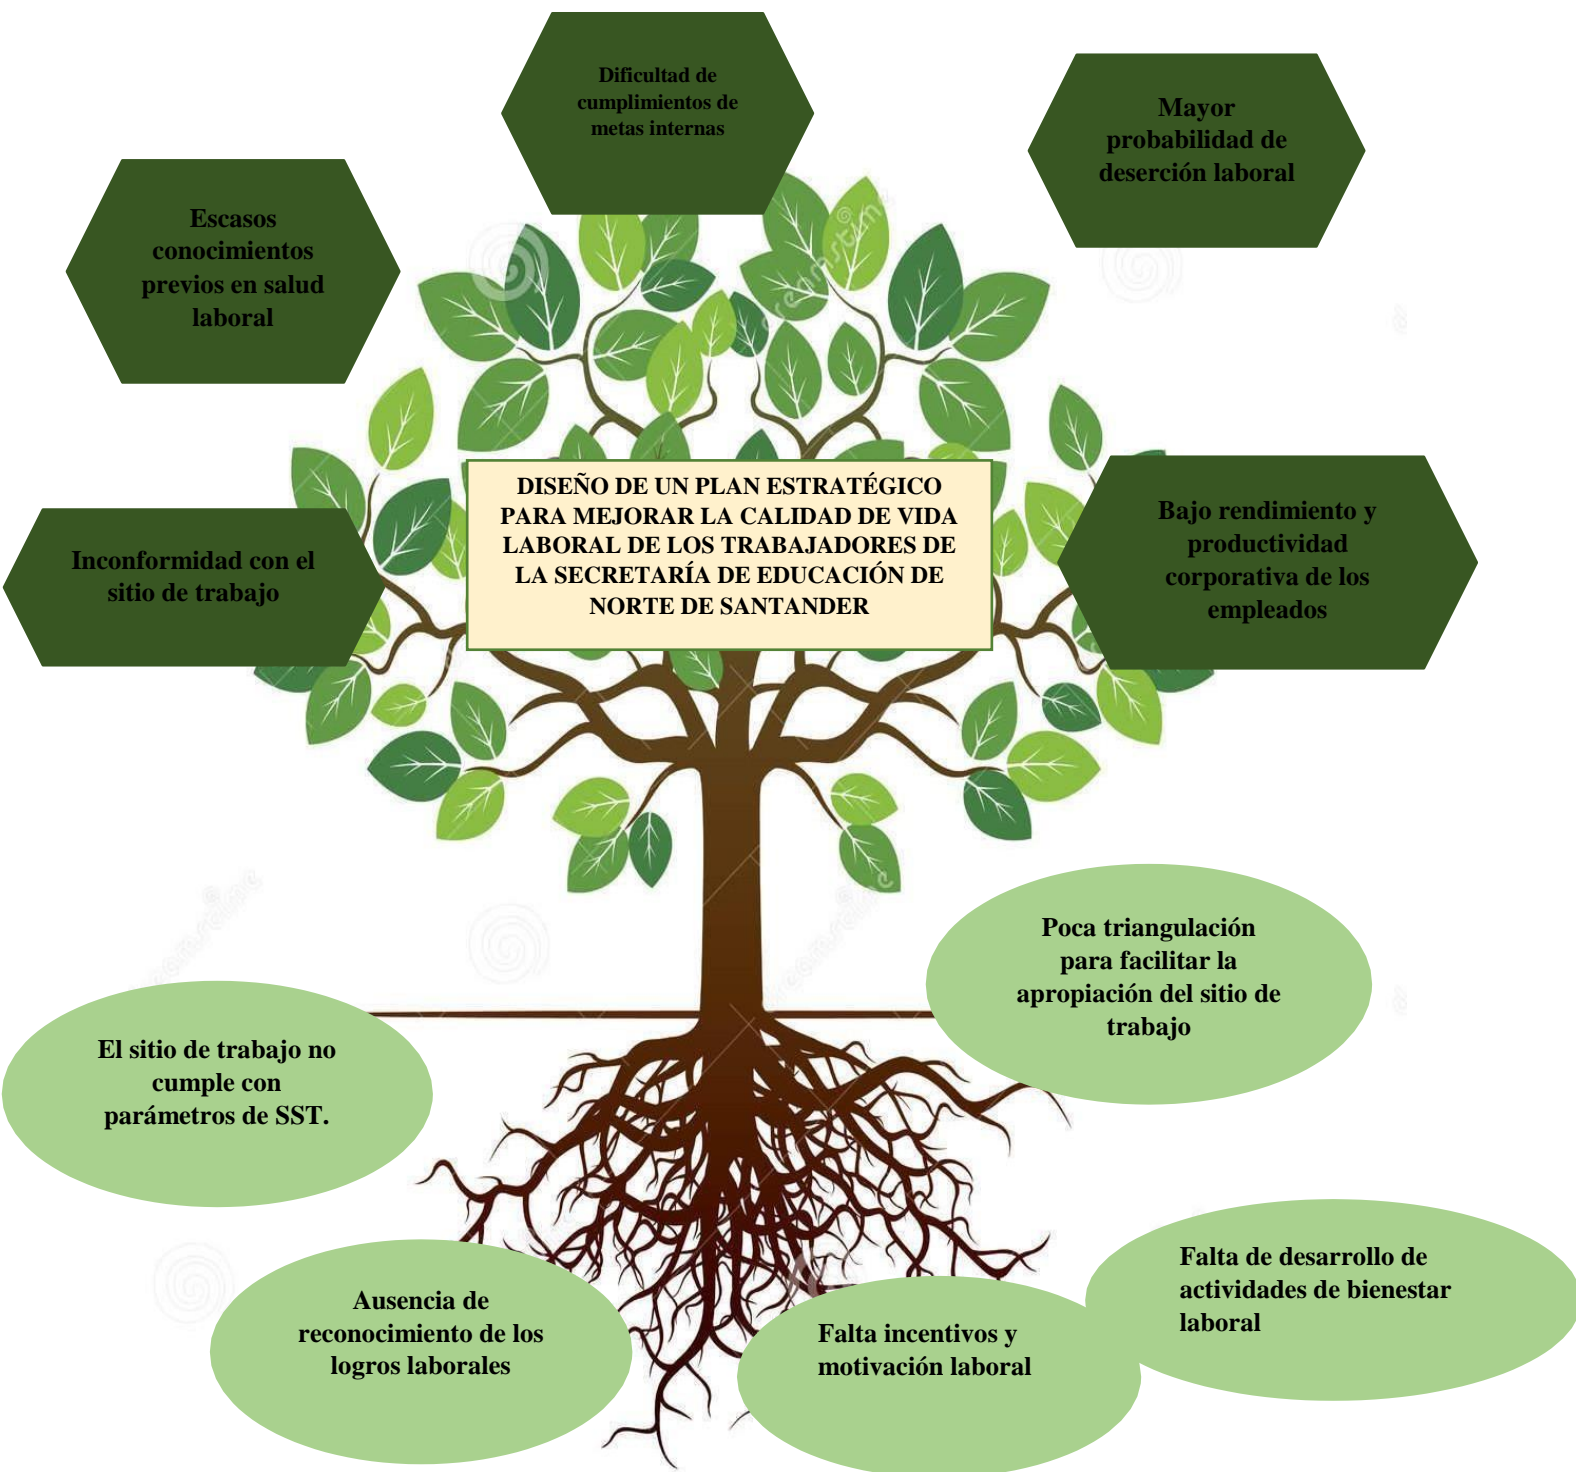 Dificultad de
cumplimientos de
metas internas
Mayor
probabilidad de
deserción laboral
Escasos
conocimientos
previos en salud
laboral
DISEÑO DE UN PLAN ESTRATÉGICO
PARA MEJORAR LA CALIDAD DE VIDA
LABORAL DE LOS TRABAJADORES DE
LA SECRETARÍA DE EDUCACIÓN DE
NORTE DE SANTANDER
Inconformidad con el
sitio de trabajo
Bajo rendimiento y
productividad
corporativa de los
empleados
Poca triangulación
para facilitar la
apropiación del sitio de
trabajo
El sitio de trabajo no
cumple con
parámetros de SST.
Ausencia de
reconocimiento de los
logros laborales
Falta incentivos y
motivación laboral
Falta de desarrollo de
actividades de bienestar
laboral